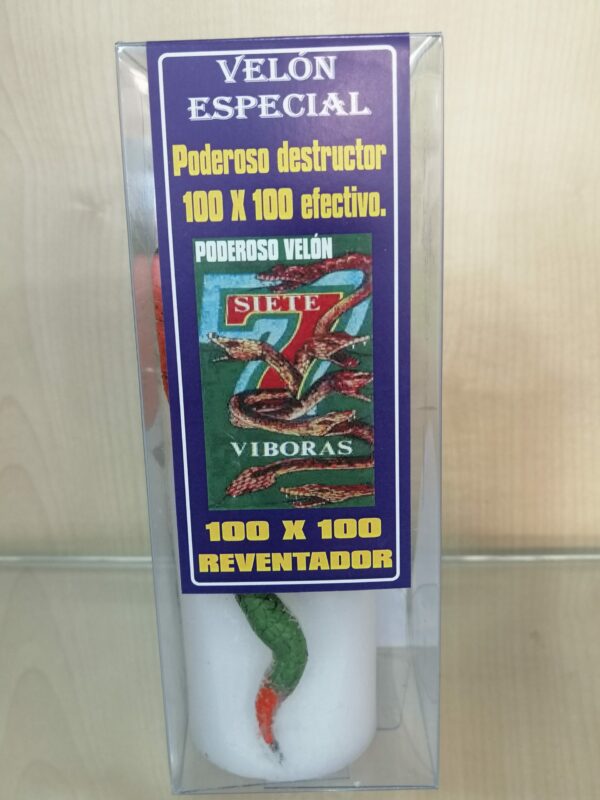 VELÓN
ESPECIAL
Poderoso destructor
100 X 100 efectivo.
PODEROSO VELÓN
7
SIETE
VIBORAS
100 X 100
REVENTADOR